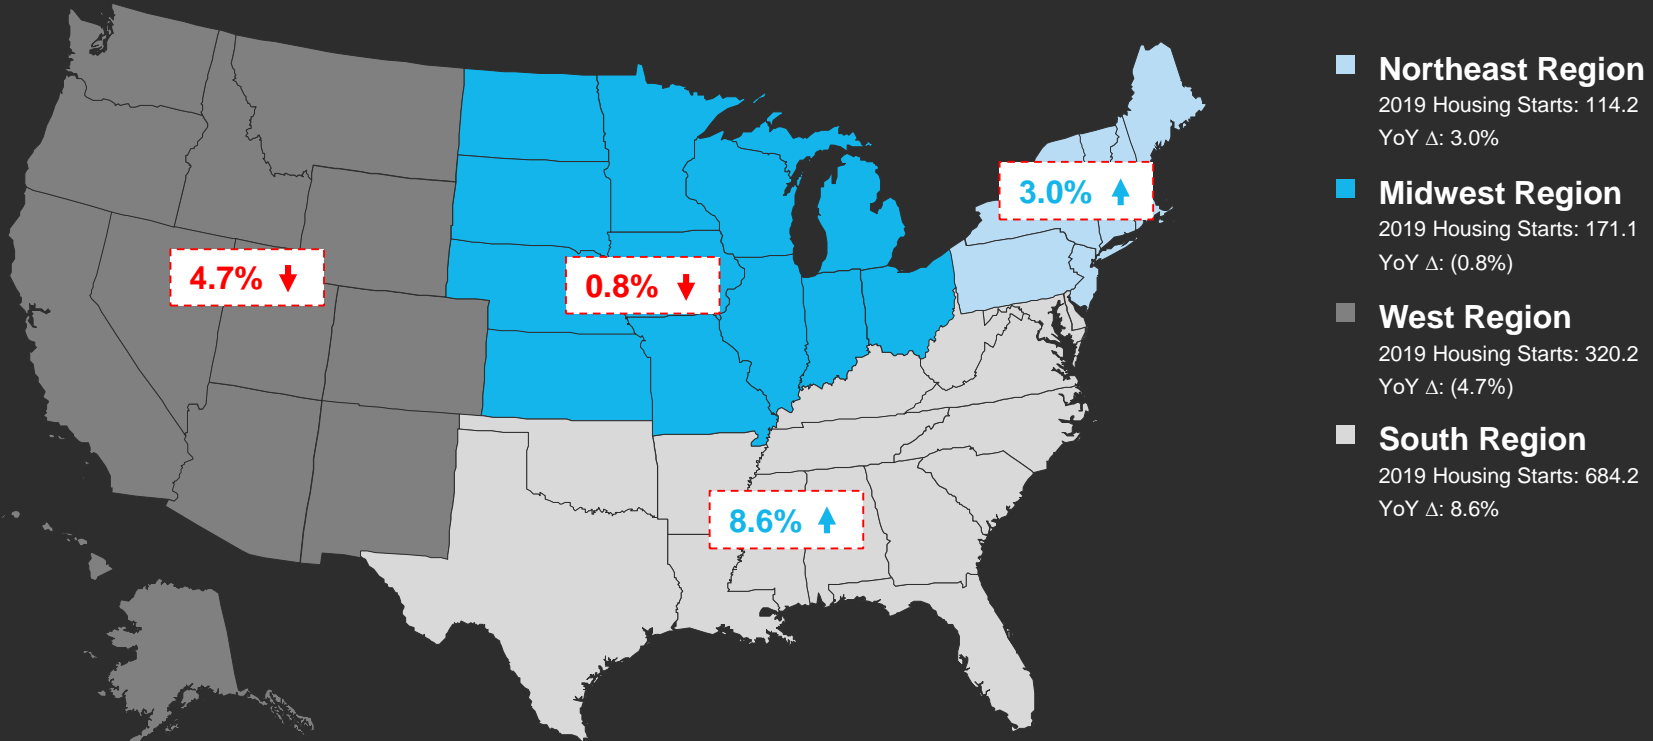 Northeast Region
2019 Housing Starts: 114.2
YoY Δ: 3.0%
Midwest Region
2019 Housing Starts: 171.1
YoY Δ: (0.8%)
West Region
2019 Housing Starts: 320.2
YoY Δ: (4.7%)
South Region
2019 Housing Starts: 684.2
YoY Δ: 8.6%
3.0%
4.7%
0.8%
8.6%